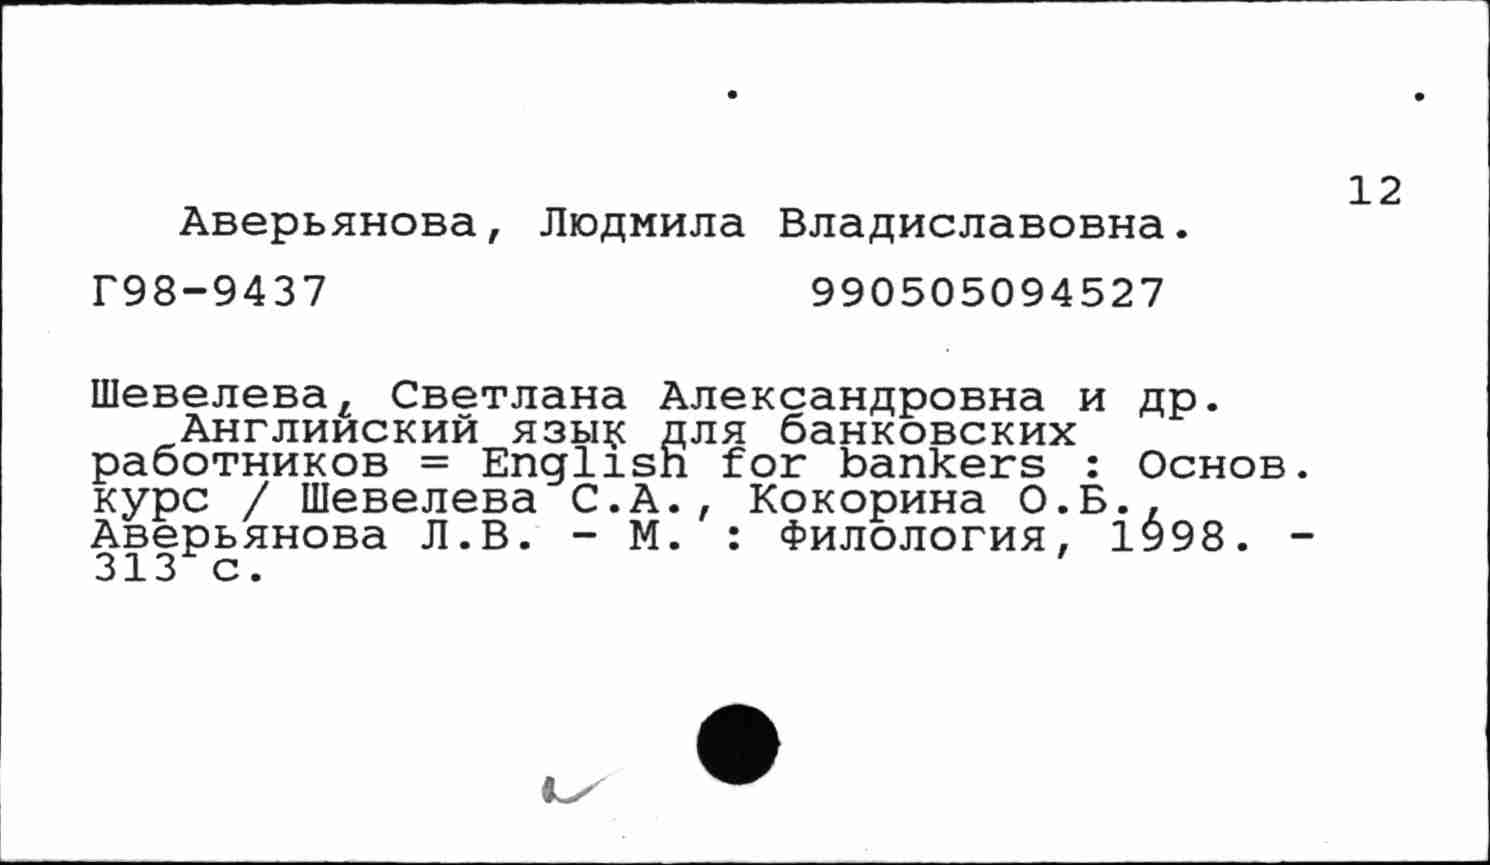 12
Аверьянова, Людмила Владиславовна.
Г98-9437 990505094527
Шевелева, Светлана Александровна и др.
Английский язык для банковских
работников = English for bankers : Основ.
курс / Шевелева С.А., Кокорина О.Б.,
Аверьянова Л.В. - М. : Филология, 1998. -
313 с.